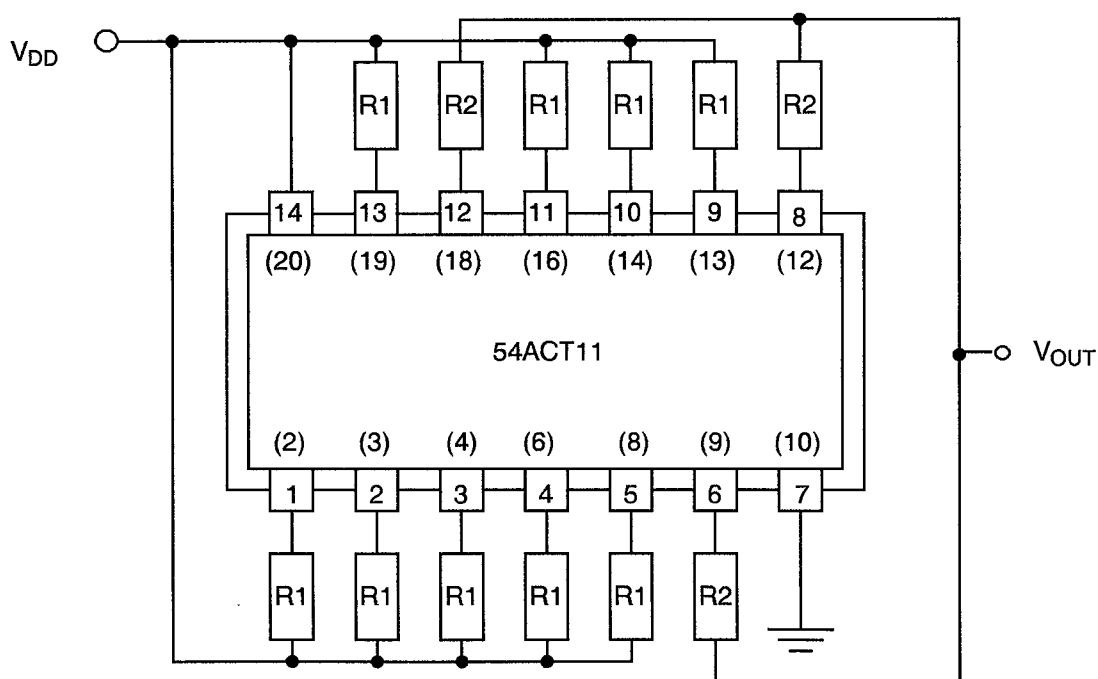 V_DD
R1 R2 R1 R1 R1 R2
14 13 12 11 10 9 8
(20) (19) (18) (16) (14) (13) (12)
54ACT11
V_OUT
(2) (3) (4) (6) (8) (9) (10)
1 2 3 4 5 6 7
R1 R1 R1 R1 R1 R2